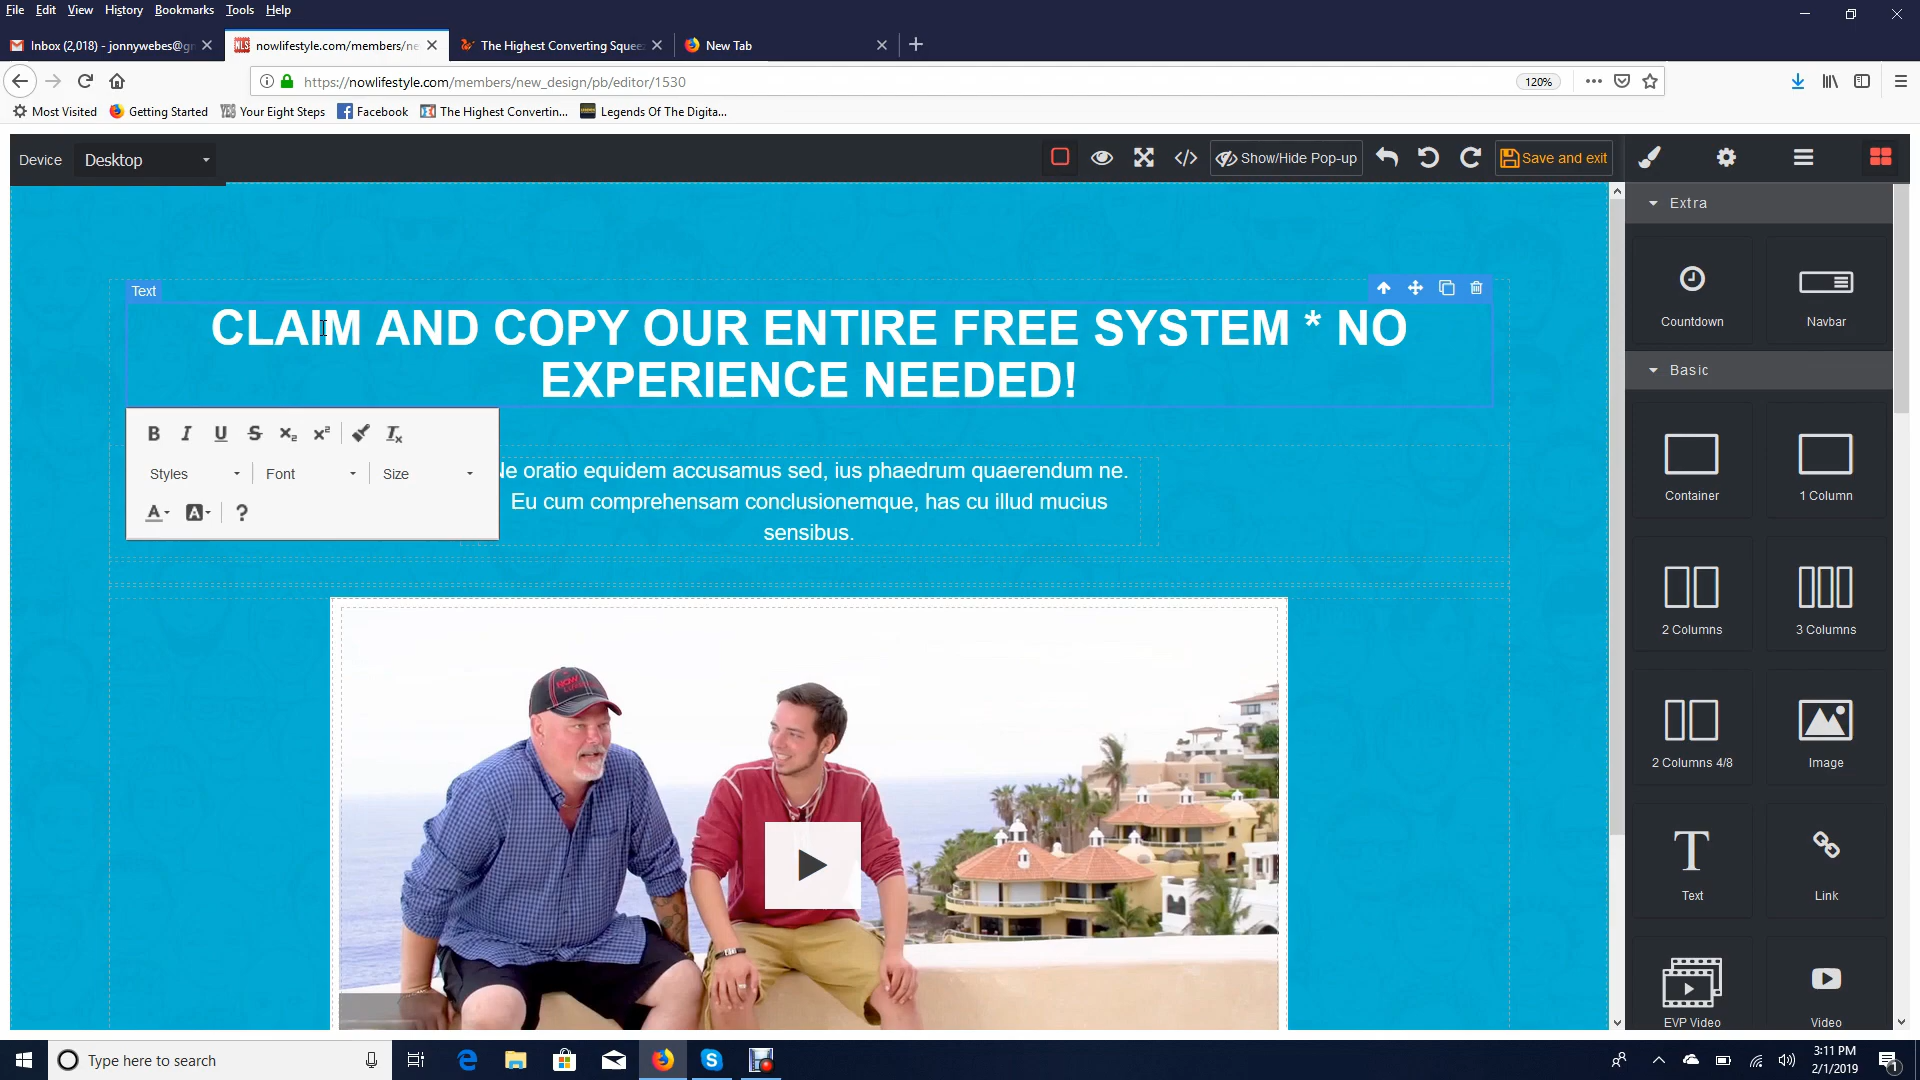 File Edit View History Bookmarks Tools Help
Inbox (2,018) - jonnywebes@g
nowlifestyle.com/members/ne
The Highest Converting Squee
New Tab
https://nowlifestyle.com/members/new_design/pb/editor/1530
120%
Most Visited Getting Started Your Eight Steps Facebook The Highest Convertin... Legends Of The Digita...
Device Desktop Show/Hide Pop-up Save and exit
Extra
Countdown Navbar
Text
CLAIM AND COPY OUR ENTIRE FREE SYSTEM * NO
EXPERIENCE NEEDED!
Basic
Container 1 Column
B I U S x₂ x² Tx
Styles Font Size
A A ?
Ne oratio equidem accusamus sed, ius phaedrum quaerendum ne.
Eu cum comprehensam conclusionemque, has cu illud mucius
sensibus.
2 Columns 3 Columns
2 Columns 4/8 Image
Text Link
EVP Video Video
NOW
Type here to search
3:11 PM
2/1/2019
1